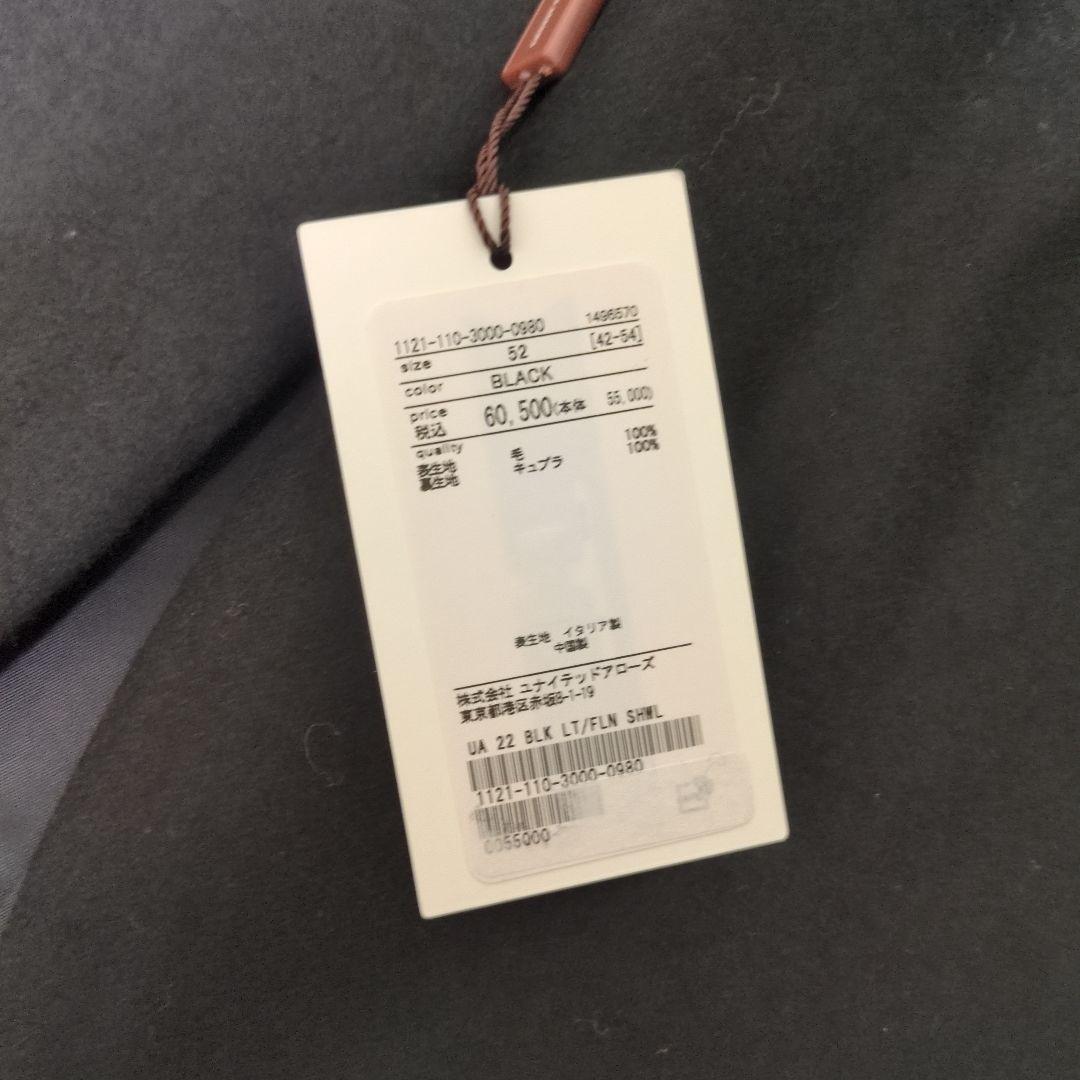 1121-110-3000-0980 1496570
size 52 [42-54]
color BLACK
price 税込 60,500(本体 55,000)
quality
表生地 毛 100%
裏生地 キュプラ 100%
表生地 イタリア製
中国製
株式会社 ユナイテッドアローズ
東京都港区赤坂8-1-19
UA 22 BLK LT/FLN SHWL
1121-110-3000-0980
0055000